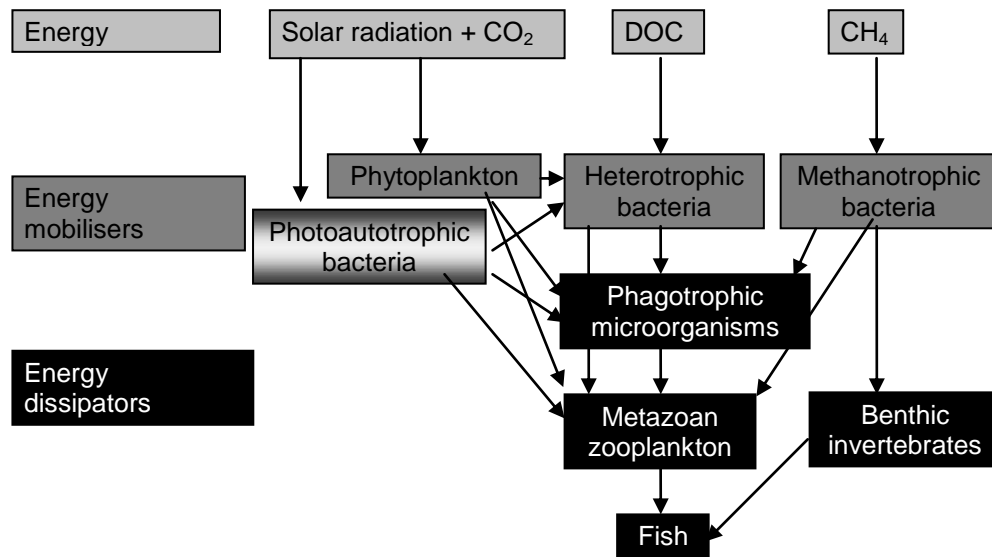 Energy
Solar radiation + CO₂
DOC
CH₄
Energy
mobilisers
Phytoplankton
Heterotrophic
bacteria
Methanotrophic
bacteria
Photoautotrophic
bacteria
Phagotrophic
microorganisms
Energy
dissipators
Metazoan
zooplankton
Benthic
invertebrates
Fish